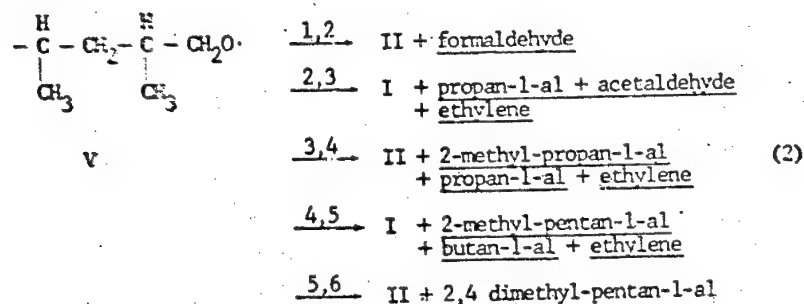 H H
- C - CH2 - C - CH2O· 1,2 II + formaldehyde
CH3 CH3 2,3 I + propan-1-al + acetaldehyde
+ ethylene
V 3,4 II + 2-methyl-propan-1-al (2)
+ propan-1-al + ethylene
4,5 I + 2-methyl-pentan-1-al
+ butan-1-al + ethylene
5,6 II + 2,4 dimethyl-pentan-1-al